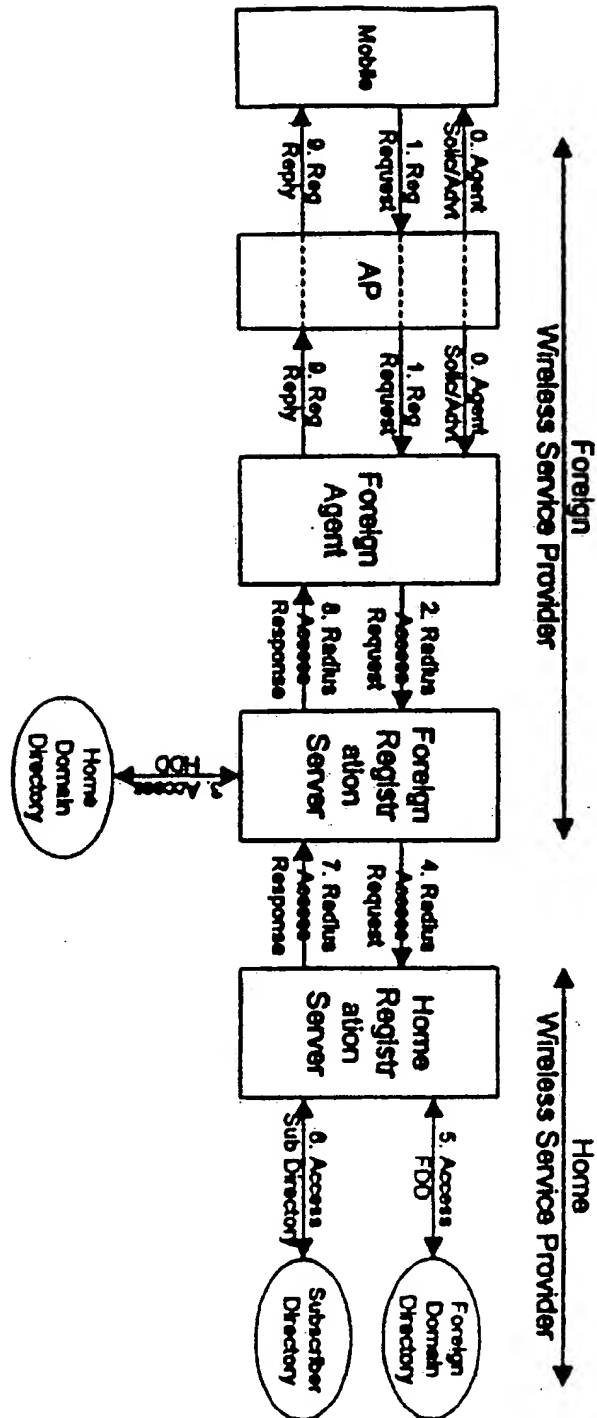 Foreign
Wireless Service Provider
Home
Wireless Service Provider
Mobile
0. Agent
Solic/Advt
1. Reg
Request
9. Reg
Reply
AP
0. Agent
Solic/Advt
1. Reg
Request
9. Reg
Reply
Foreign
Agent
2. Radius
Access
Request
8. Radius
Access
Response
Foreign
Registr
ation
Server
3. Access
HDD
Home
Domain
Directory
4. Radius
Access
Request
7. Radius
Access
Response
Home
Registr
ation
Server
5. Access
FDD
6. Access
Sub Directory
Foreign
Domain
Directory
Subscriber
Directory